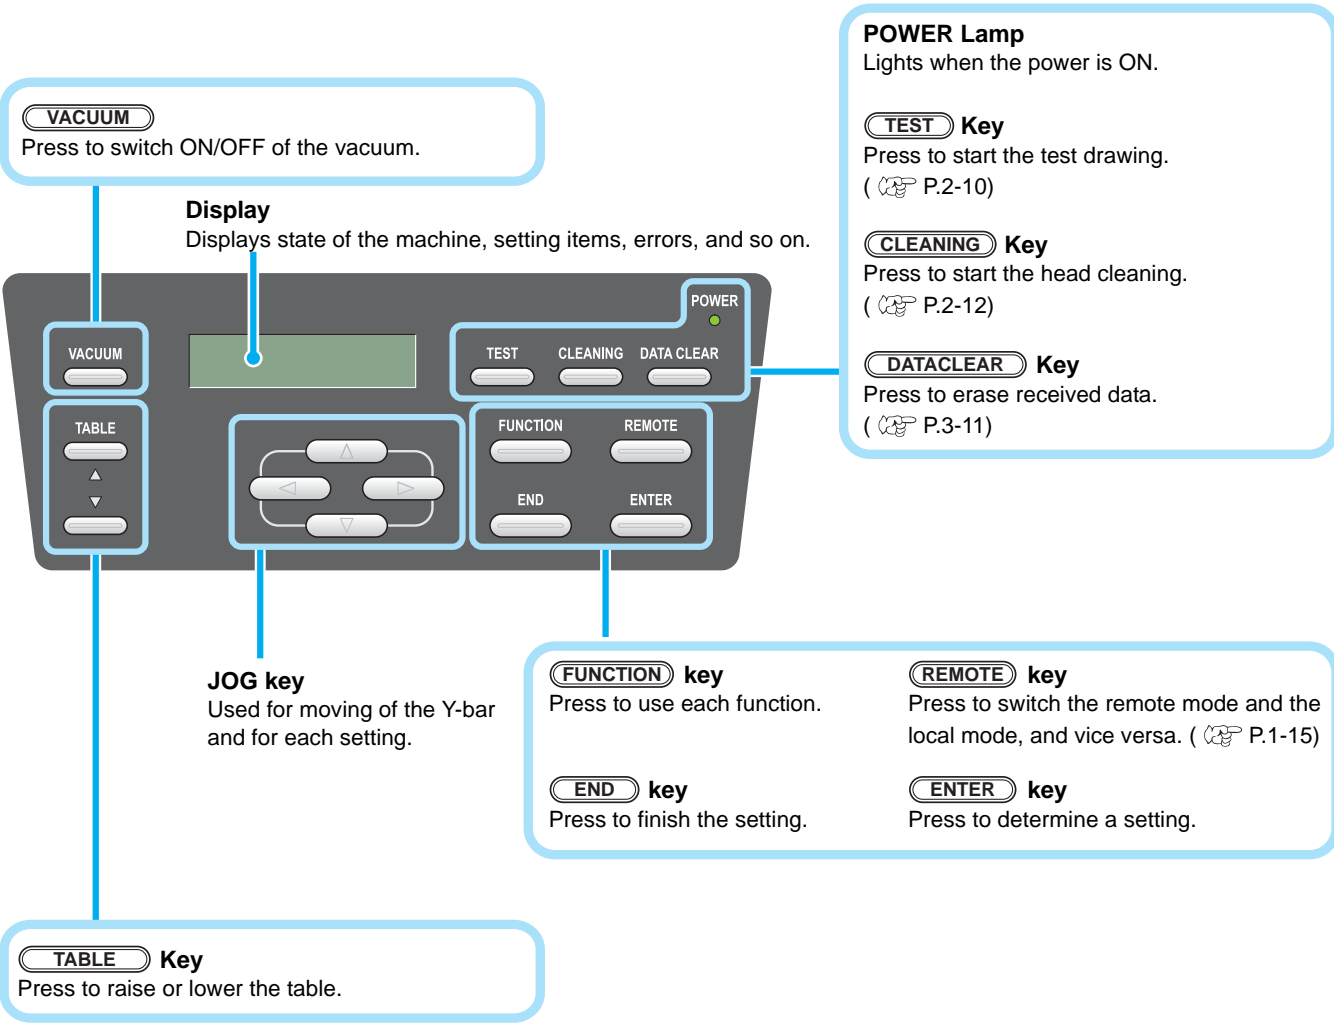 POWER Lamp
Lights when the power is ON.
TEST Key
Press to start the test drawing.
( P.2-10)
CLEANING Key
Press to start the head cleaning.
( P.2-12)
DATACLEAR Key
Press to erase received data.
( P.3-11)
VACUUM
Press to switch ON/OFF of the vacuum.
Display
Displays state of the machine, setting items, errors, and so on.
POWER
VACUUM
TEST CLEANING DATA CLEAR
TABLE
FUNCTION REMOTE
END ENTER
JOG key
Used for moving of the Y-bar
and for each setting.
FUNCTION key
Press to use each function.
REMOTE key
Press to switch the remote mode and the
local mode, and vice versa. ( P.1-15)
END key
Press to finish the setting.
ENTER key
Press to determine a setting.
TABLE Key
Press to raise or lower the table.